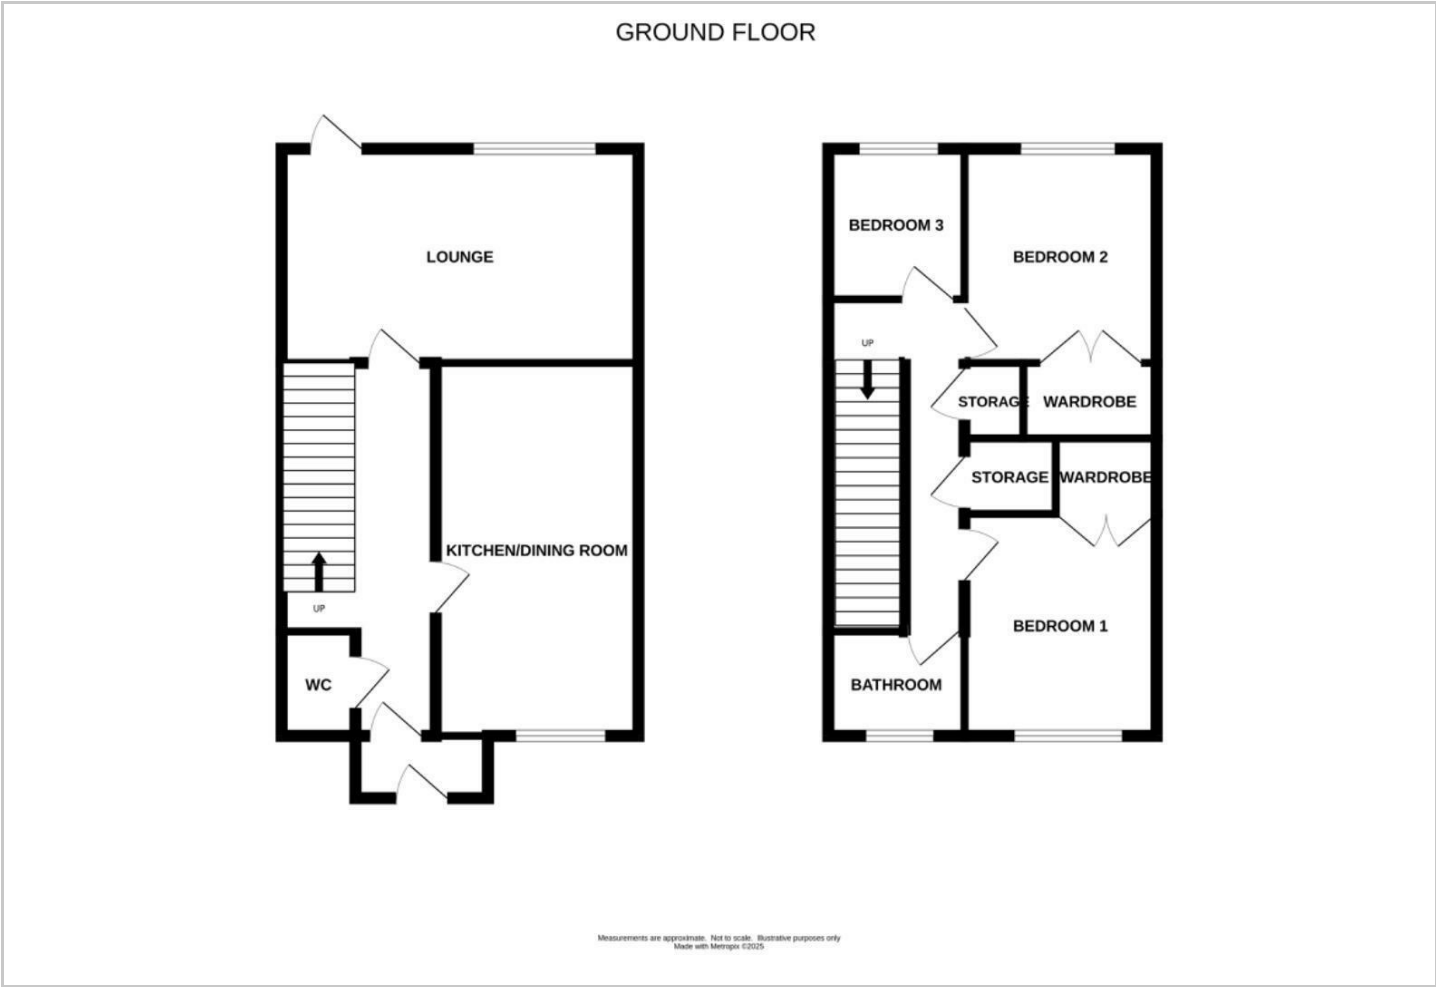 GROUND FLOOR
LOUNGE
KITCHEN/DINING ROOM
UP
WC
BEDROOM 3
BEDROOM 2
UP
STORAGE
WARDROBE
STORAGE
WARDROBE
BEDROOM 1
BATHROOM
Measurements are approximate. Not to scale. Illustrative purposes only
Made with Metropix ©2025